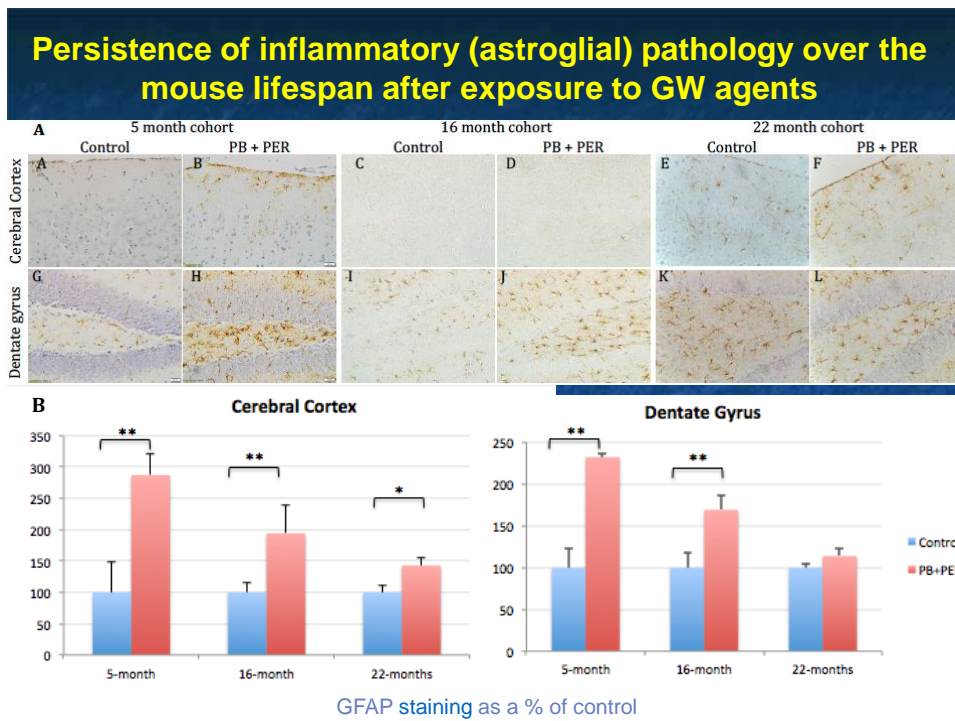 Persistence of inflammatory (astroglial) pathology over the
mouse lifespan after exposure to GW agents
A
5 month cohort 16 month cohort 22 month cohort
Control PB + PER Control PB + PER Control PB + PER
Cerebral Cortex
A B C D E F
Dentate gyrus
G H I J K L
B
Cerebral Cortex
350
300
250
200
150
100
50
0
** ** *
5-month 16-month 22-months
Dentate Gyrus
250
200
150
100
50
0
** **
5-month 16-month 22-months
Control
PB+PER
GFAP staining as a % of control